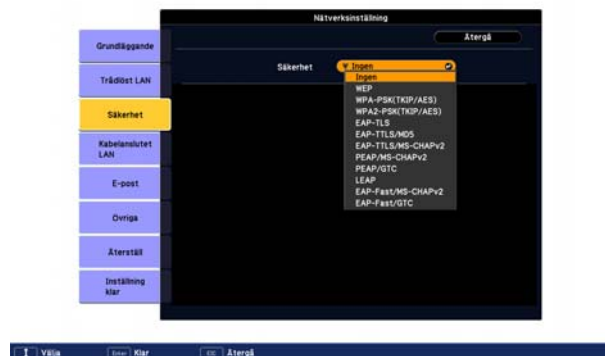 Nätverksinställning
Återgå
Grundläggande
Trådlöst LAN
Säkerhet
Kabelanslutet
LAN
E-post
Övriga
Återställ
Inställning
klar
Säkerhet
Ingen
Ingen
WEP
WPA-PSK(TKIP/AES)
WPA2-PSK(TKIP/AES)
EAP-TLS
EAP-TTLS/MD5
EAP-TTLS/MS-CHAPv2
PEAP/MS-CHAPv2
PEAP/GTC
LEAP
EAP-Fast/MS-CHAPv2
EAP-Fast/GTC
Välja
Enter Klar
ESC Återgå